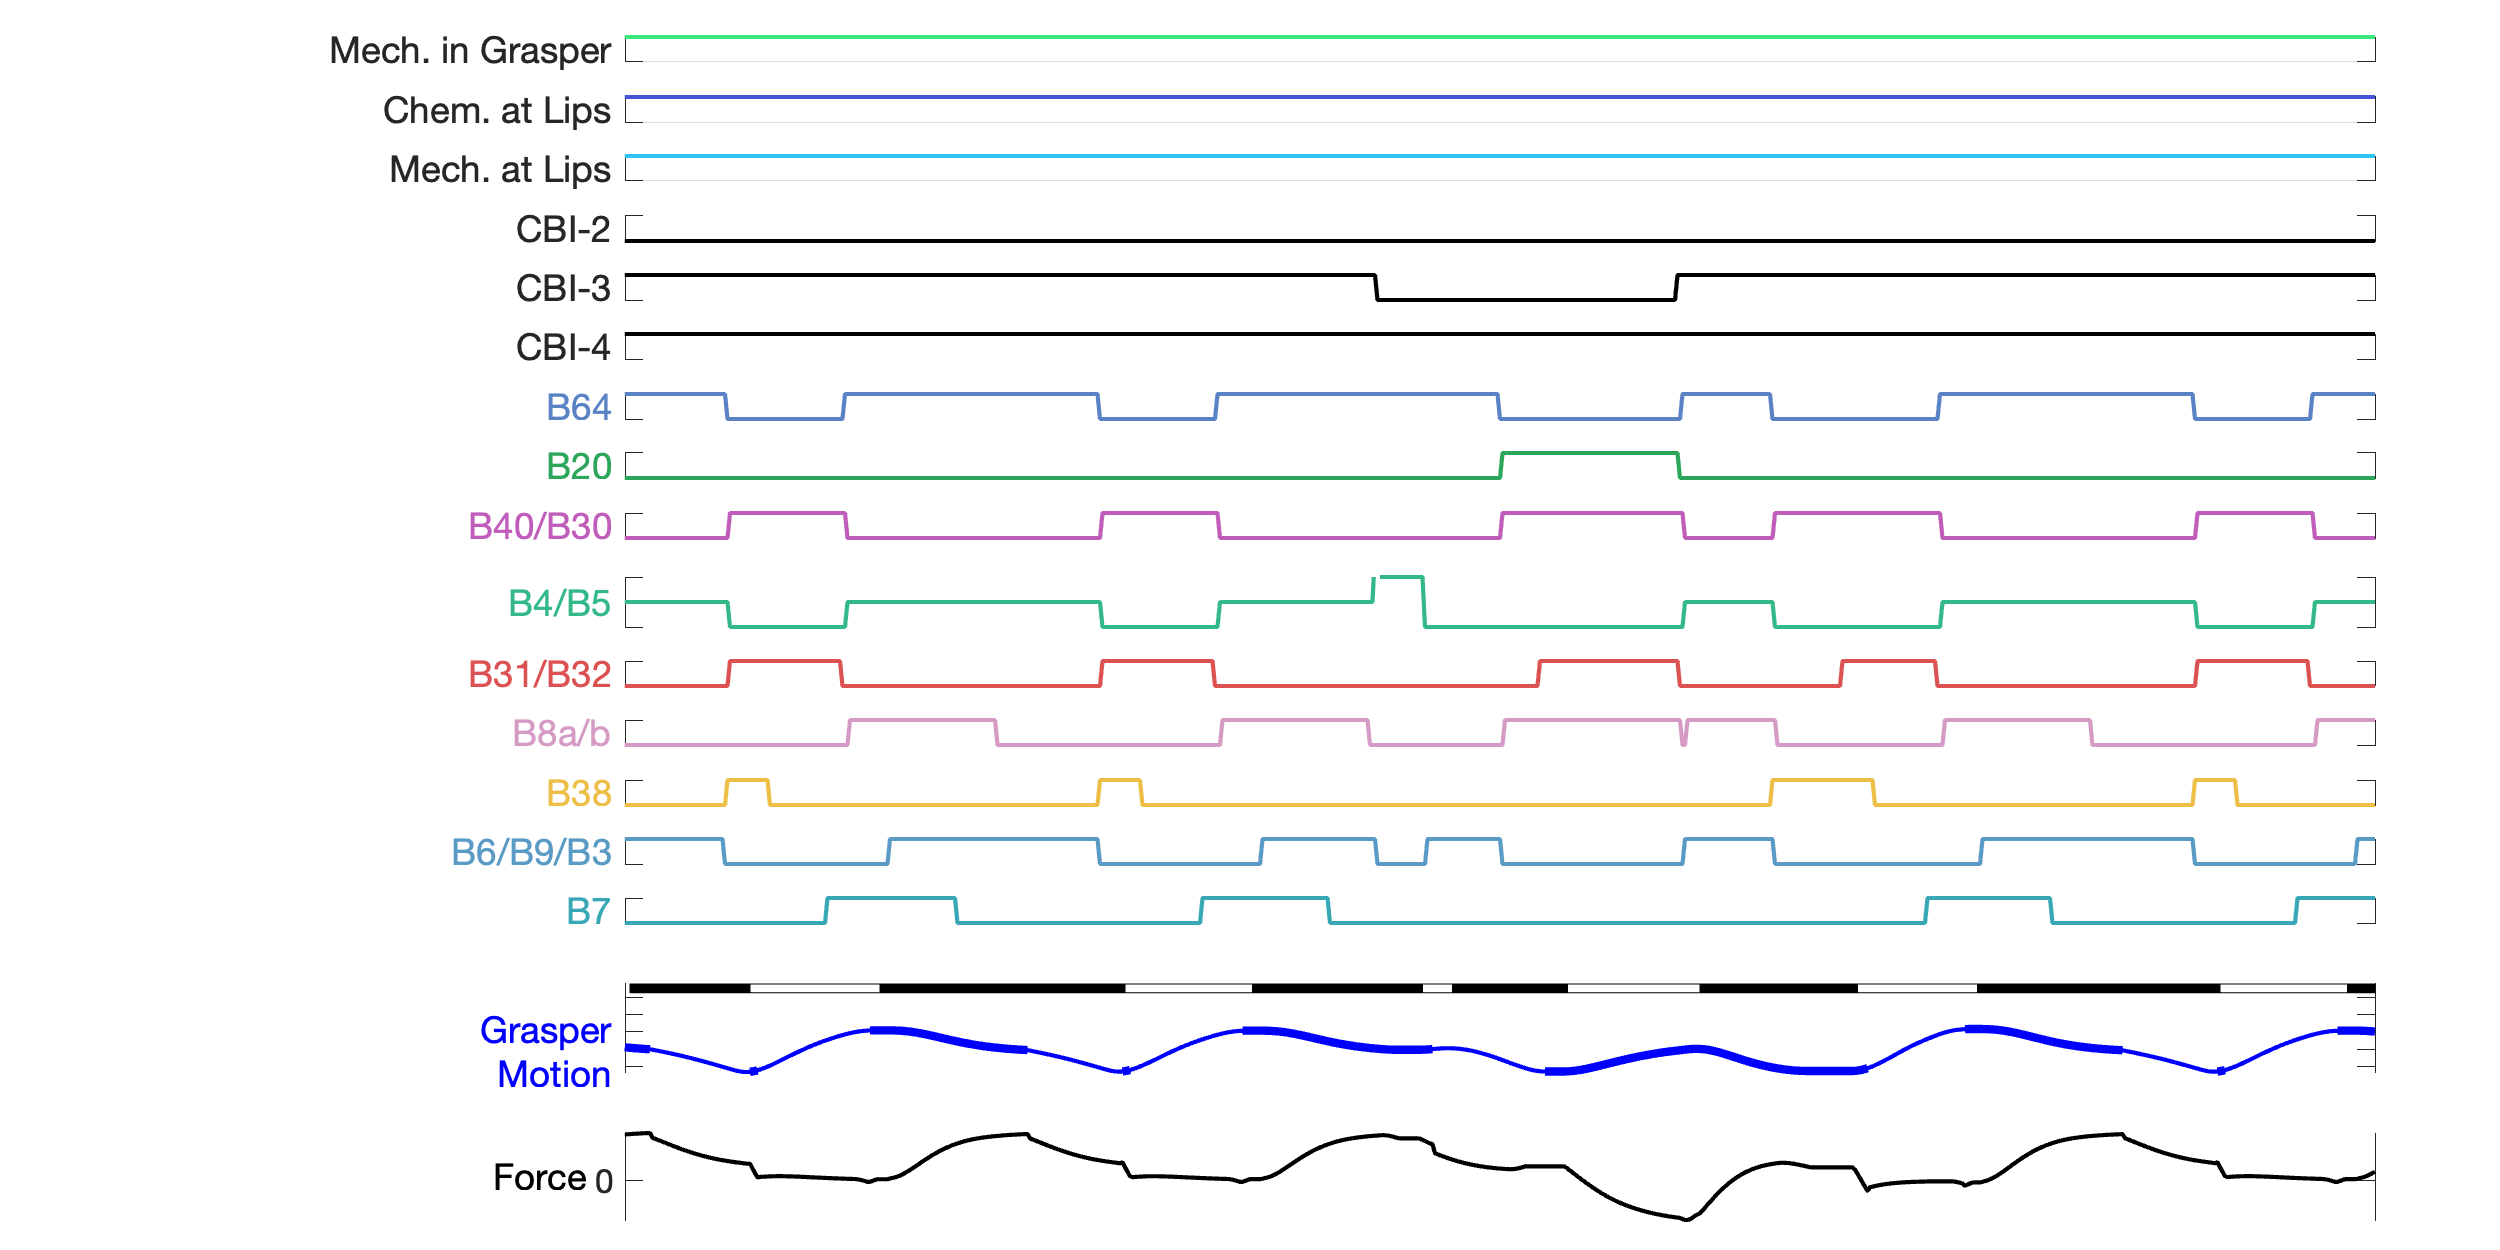 Mech. in Grasper
Chem. at Lips
Mech. at Lips
CBI-2
CBI-3
CBI-4
B64
B20
B40/B30
B4/B5
B31/B32
B8a/b
B38
B6/B9/B3
B7
Grasper
Motion
Force 0